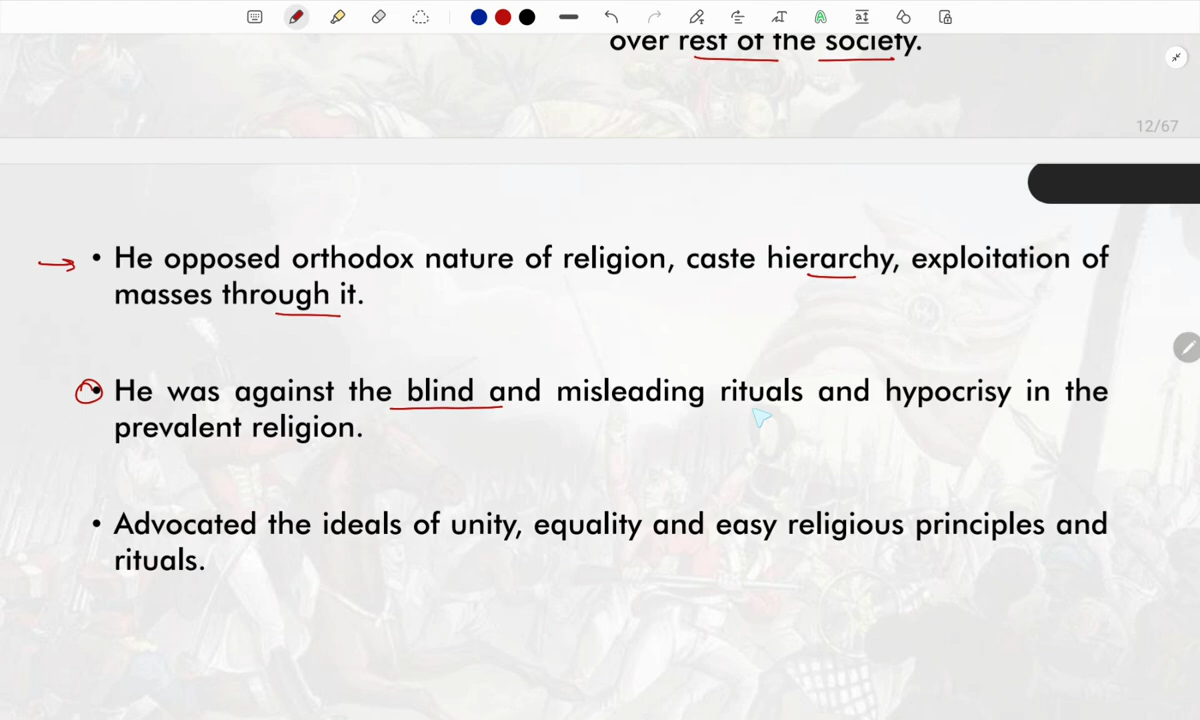 over rest of the society.
12/67
• He opposed orthodox nature of religion, caste hierarchy, exploitation of
masses through it.
• He was against the blind and misleading rituals and hypocrisy in the
prevalent religion.
• Advocated the ideals of unity, equality and easy religious principles and
rituals.